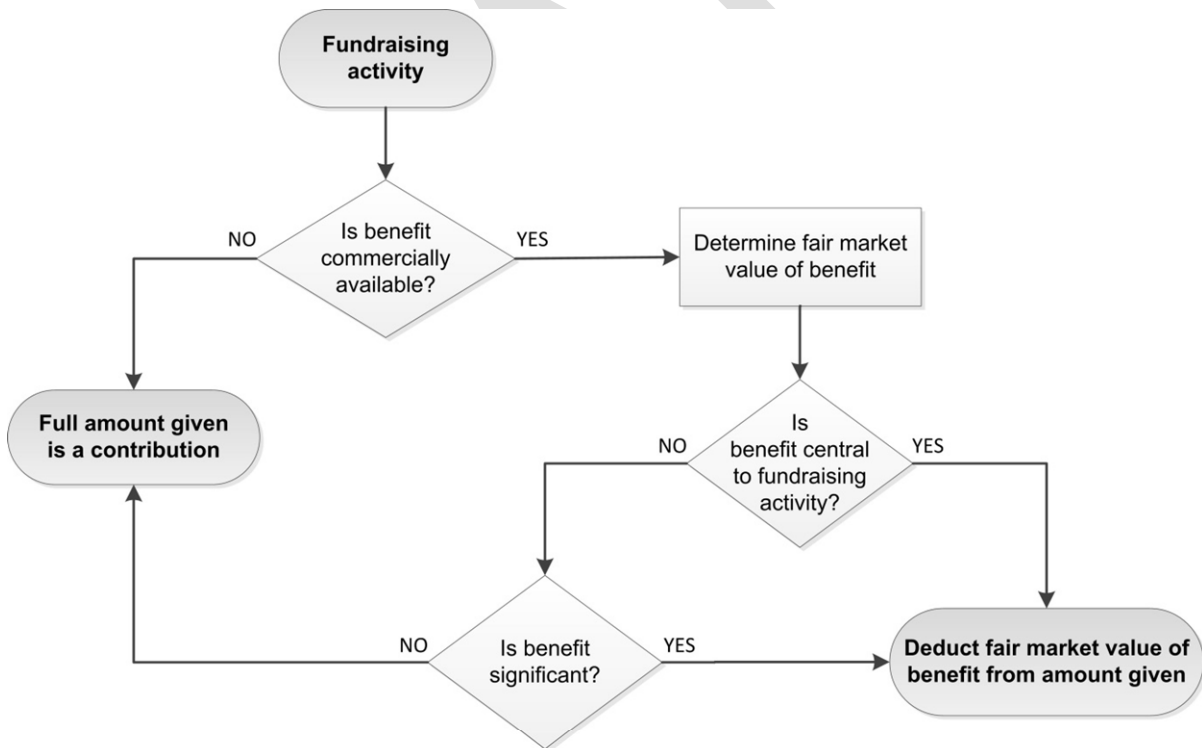 Fundraising
activity
Is benefit
commercially
available?
NO
YES
Determine fair market
value of benefit
Full amount given
is a contribution
Is
benefit central
to fundraising
activity?
NO
YES
Is benefit
significant?
NO
YES
Deduct fair market value of
benefit from amount given